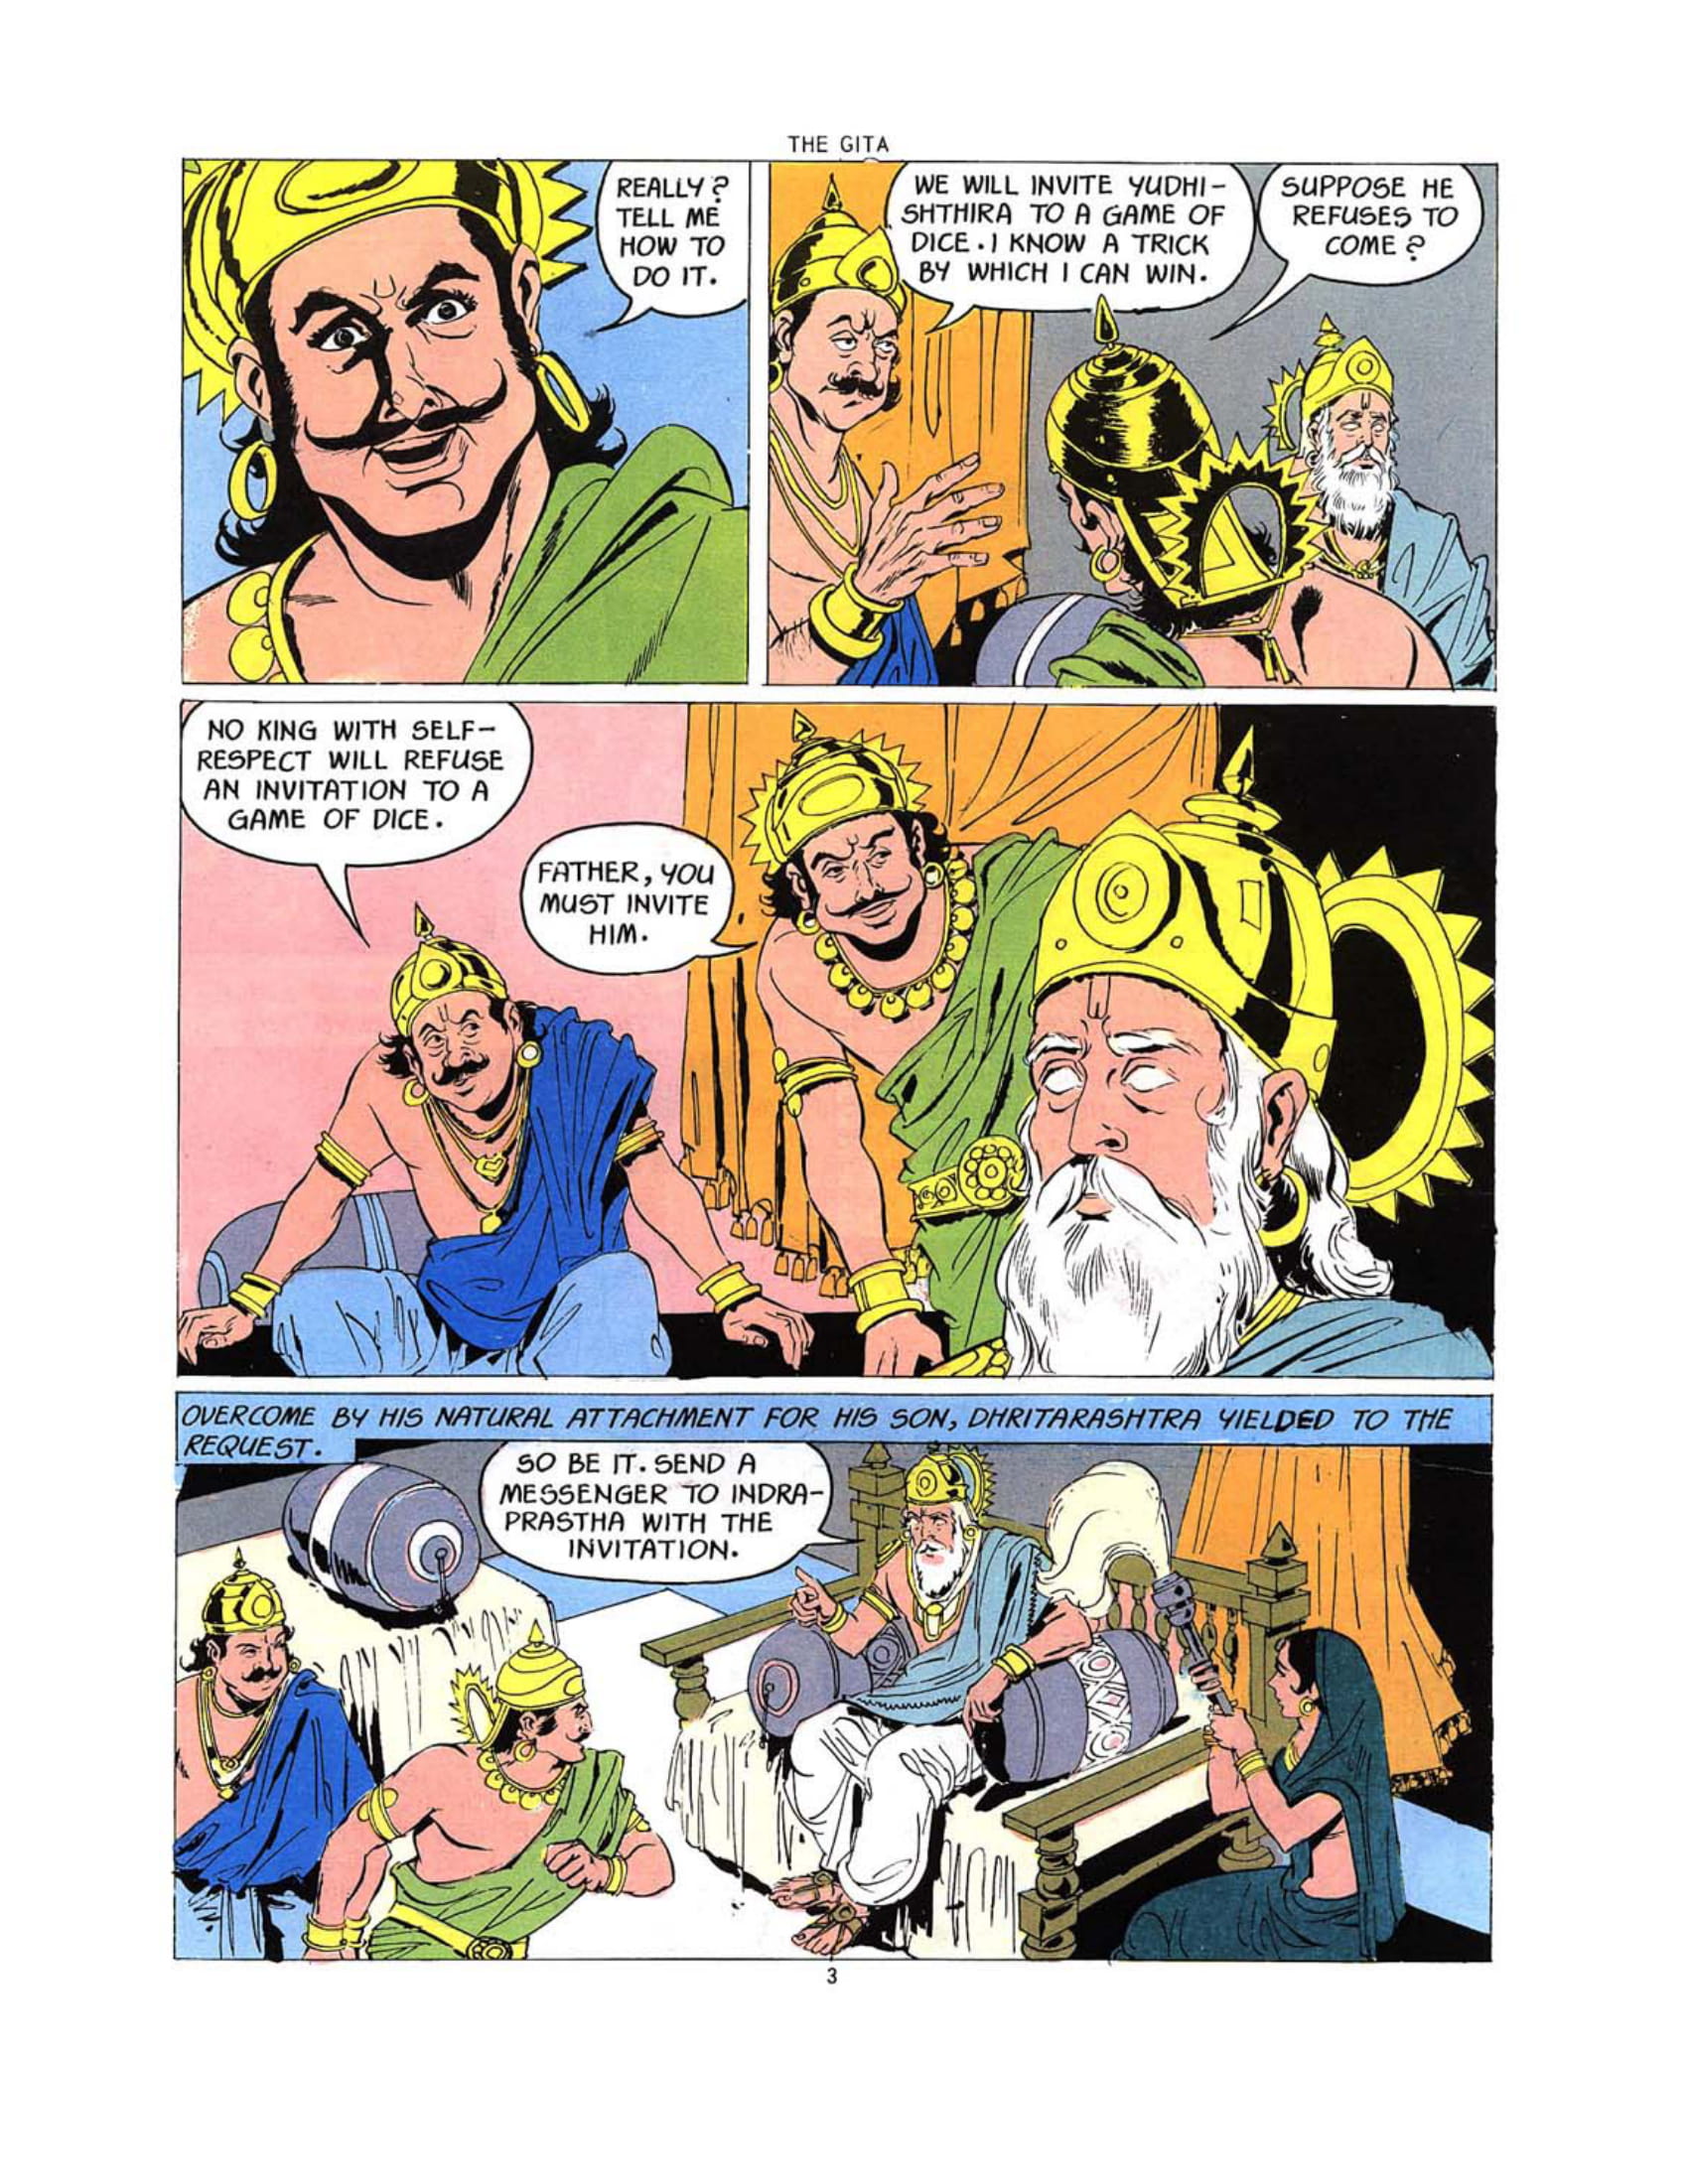 THE GITA
REALLY?
TELL ME
HOW TO
DO IT.
WE WILL INVITE YUDHI-
SHTHIRA TO A GAME OF
DICE. I KNOW A TRICK
BY WHICH I CAN WIN.
SUPPOSE HE
REFUSES TO
COME?
NO KING WITH SELF-
RESPECT WILL REFUSE
AN INVITATION TO A
GAME OF DICE.
FATHER, YOU
MUST INVITE
HIM.
OVERCOME BY HIS NATURAL ATTACHMENT FOR HIS SON, DHRITARASHTRA YIELDED TO THE
REQUEST.
SO BE IT. SEND A
MESSENGER TO INDRA-
PRASTHA WITH THE
INVITATION.
3